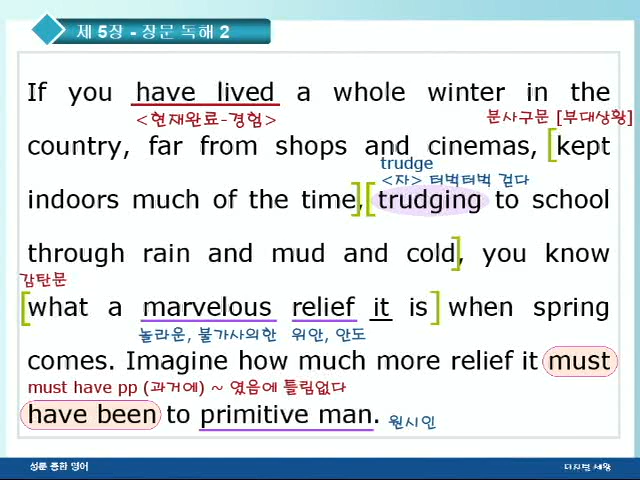 제 5장 - 장문 독해 2
If you have lived a whole winter in the
<현재완료-경험>
분사구문 [부대상황]
country, far from shops and cinemas, [kept
trudge
<자> 터벅터벅 걷다
indoors much of the time,][trudging to school
through rain and mud and cold], you know
감탄문
[what a marvelous relief it is] when spring
놀라운, 불가사의한 위안, 안도
comes. Imagine how much more relief it must
must have pp (과거에) ~ 였음에 틀림없다
have been to primitive man.
원시인
성문 종합 영어
디지털 세왕